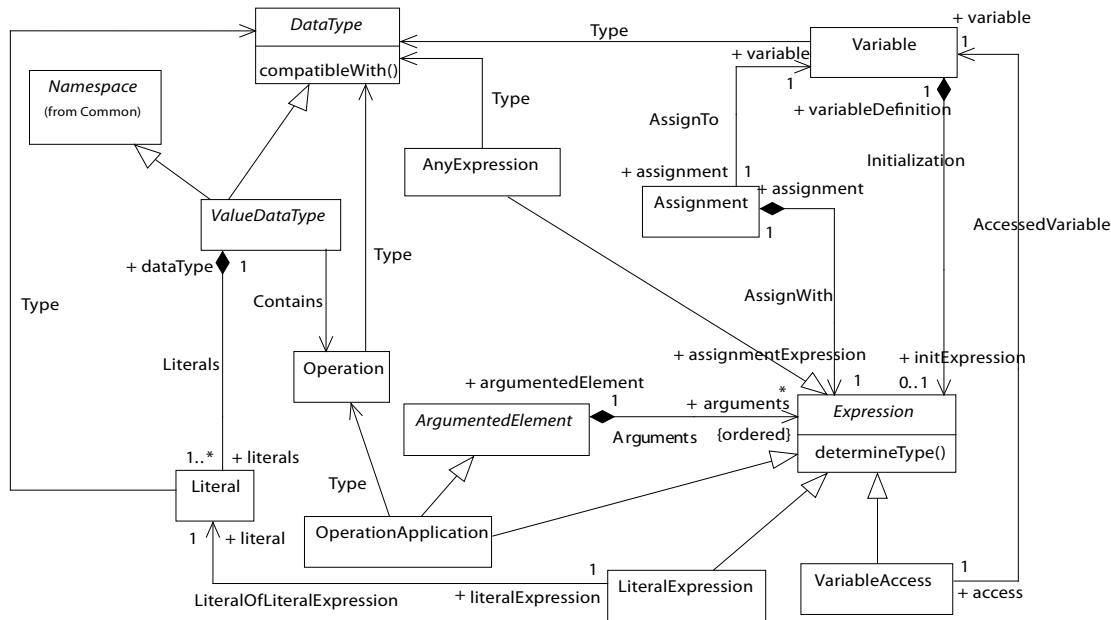 DataType
compatibleWith()
Namespace
(from Common)
ValueDataType
+ dataType
1
Type
Literals
1..*
+ literals
Literal
1
+ literal
LiteralOfLiteralExpression
Contains
Operation
Type
Type
AnyExpression
Type
Type
+ variable
1
Variable
+ variable
1
1
+ variableDefinition
AssignTo
+ assignment
1
Assignment
+ assignment
1
Initialization
AccessedVariable
AssignWith
+ assignmentExpression
1
+ initExpression
0..1
+ argumentedElement
1
ArgumentedElement
Arguments
+ arguments
*
{ordered}
Expression
determineType()
OperationApplication
1
+ literalExpression
LiteralExpression
VariableAccess
1
+ access